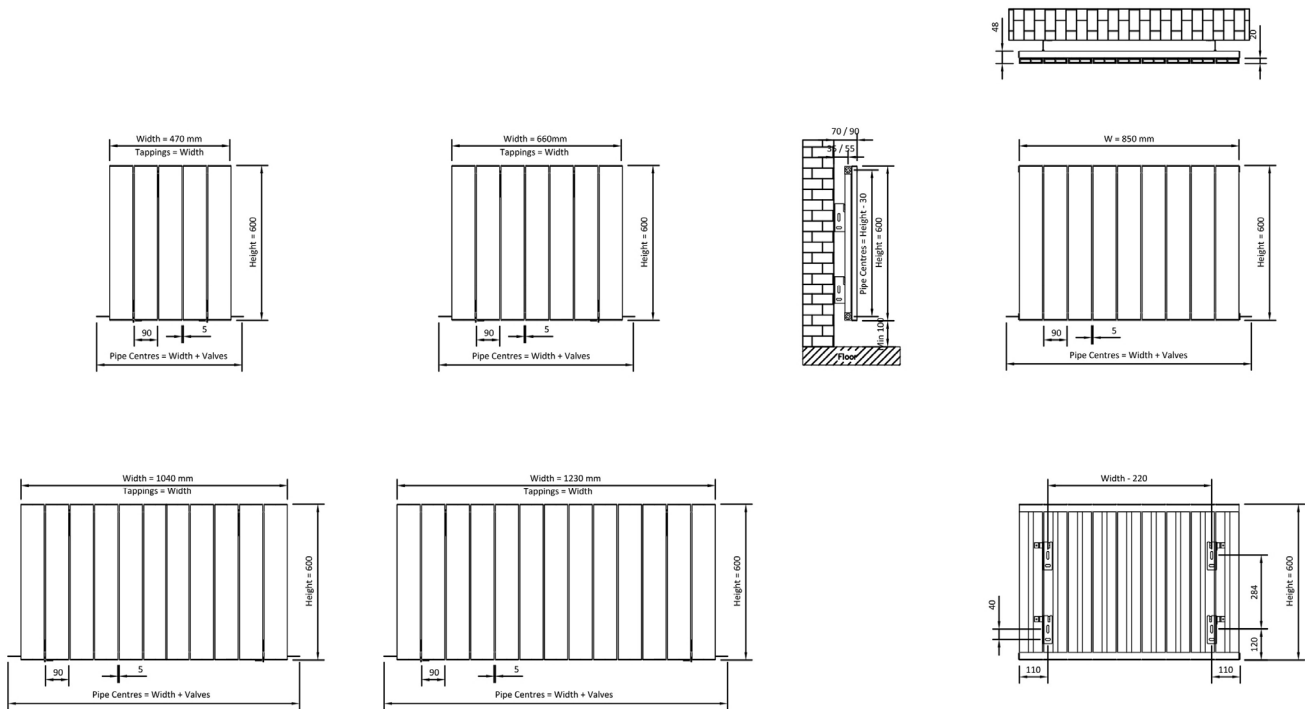 48
20
Width = 470 mm
Tappings = Width
Height = 600
90
5
Pipe Centres = Width + Valves
Width = 660mm
Tappings = Width
Height = 600
90
5
Pipe Centres = Width + Valves
70 / 90
35 / 55
Pipe Centres = Height - 30
Height = 600
Min 100
Floor
W = 850 mm
Height = 600
90
5
Pipe Centres = Width + Valves
Width = 1040 mm
Tappings = Width
Height = 600
90
5
Pipe Centres = Width + Valves
Width = 1230 mm
Tappings = Width
Height = 600
90
5
Pipe Centres = Width + Valves
Width - 220
Height = 600
284
40
120
110
110